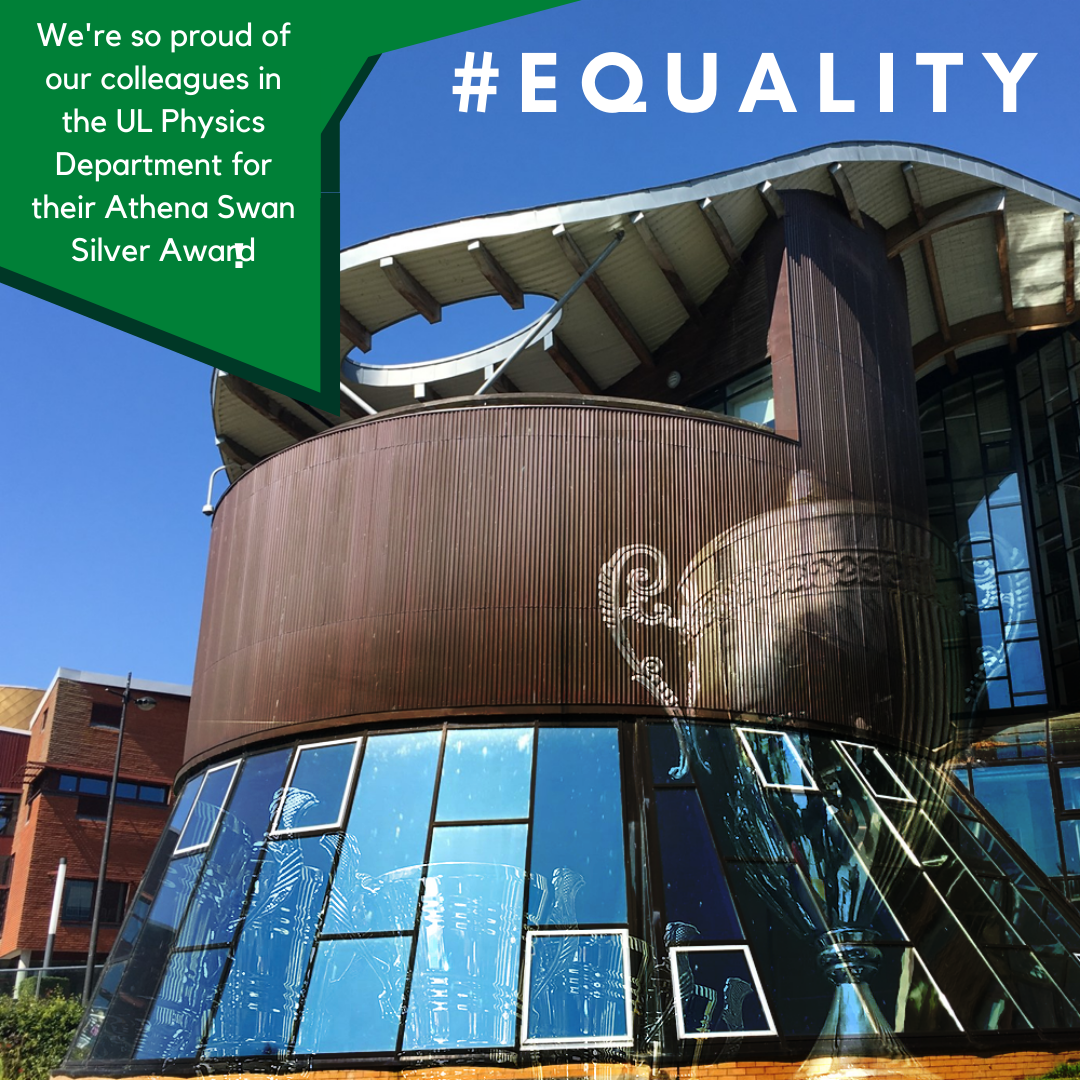 We're so proud of
our colleagues in
the UL Physics
Department for
their Athena Swan
Silver Award
!
#EQUALITY